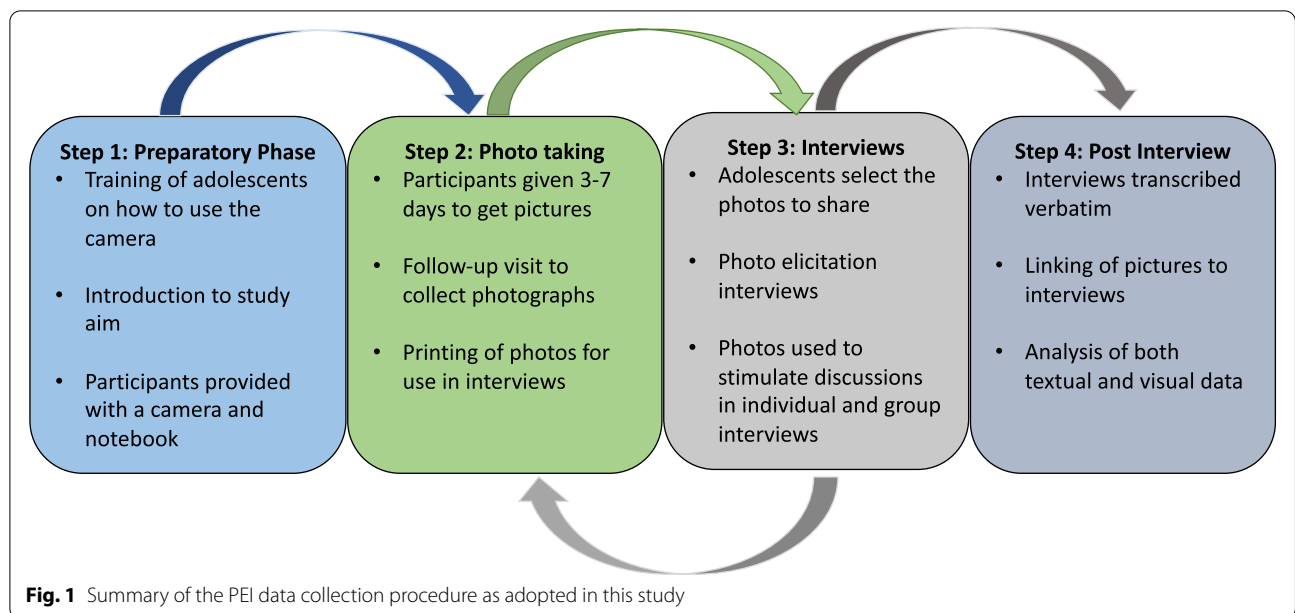 Step 1: Preparatory Phase
• Training of adolescents
on how to use the
camera
• Introduction to study
aim
• Participants provided
with a camera and
notebook
Step 2: Photo taking
• Participants given 3-7
days to get pictures
• Follow-up visit to
collect photographs
• Printing of photos for
use in interviews
Step 3: Interviews
• Adolescents select the
photos to share
• Photo elicitation
interviews
• Photos used to
stimulate discussions
in individual and group
interviews
Step 4: Post Interview
• Interviews transcribed
verbatim
• Linking of pictures to
interviews
• Analysis of both
textual and visual data
Fig. 1 Summary of the PEI data collection procedure as adopted in this study